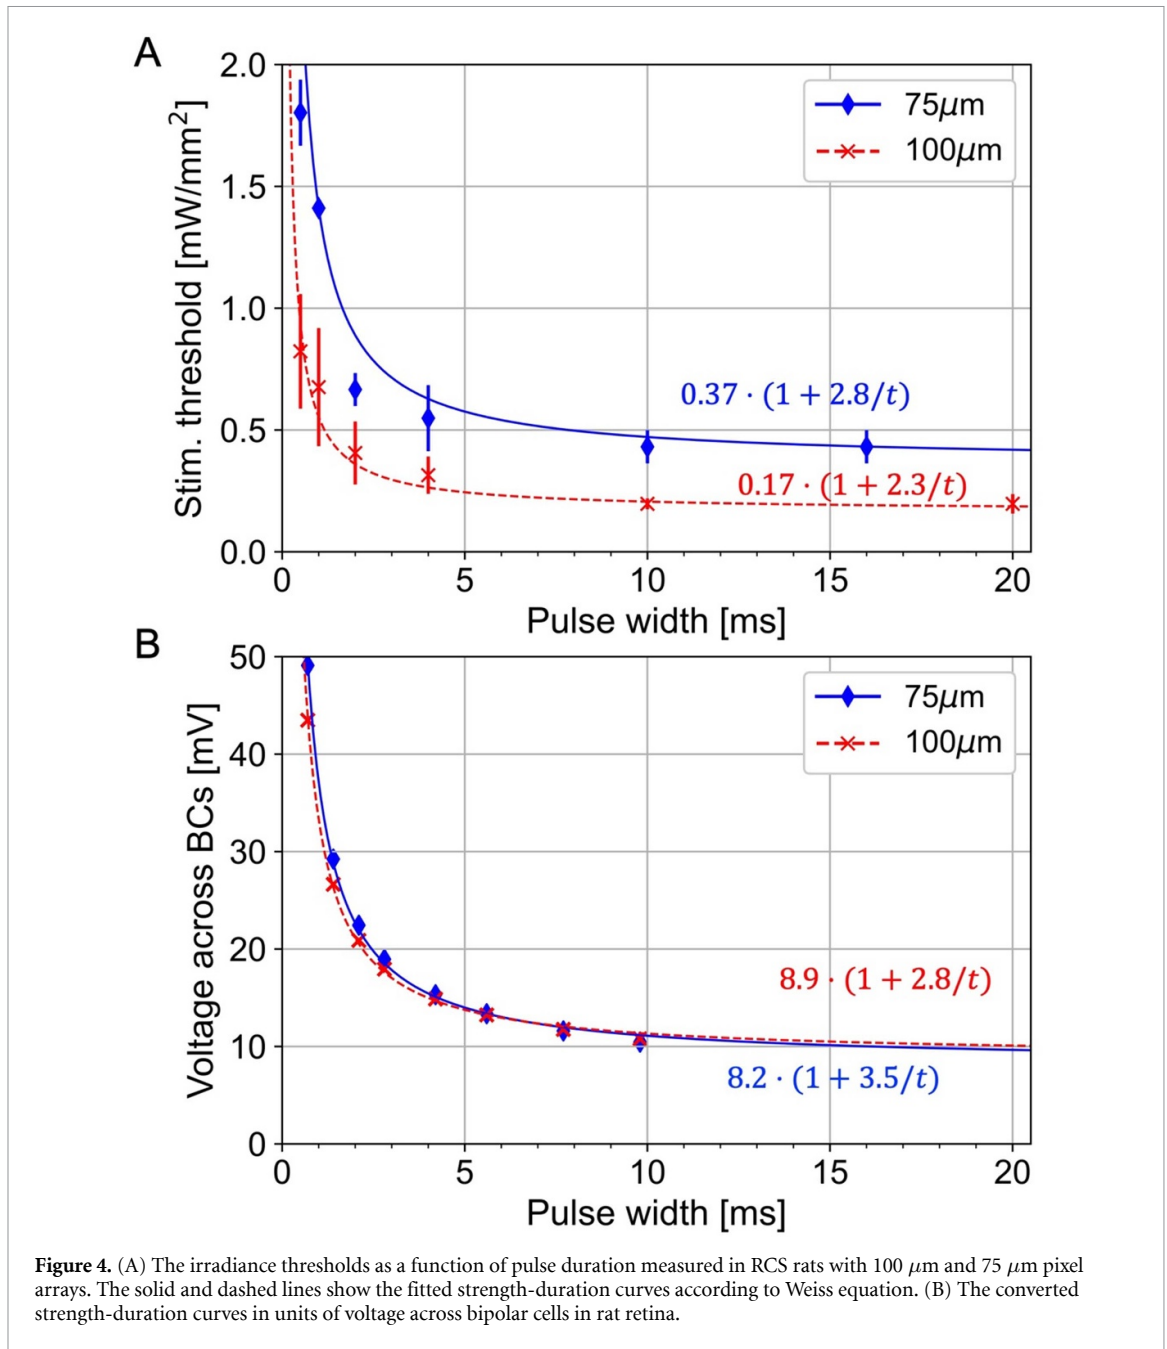 A
Stim. threshold [mW/mm²]
2.0
1.5
1.0
0.5
0.0
75μm
100μm
0.37 · (1 + 2.8/t)
0.17 · (1 + 2.3/t)
0 5 10 15 20
Pulse width [ms]
B
Voltage across BCs [mV]
50
40
30
20
10
0
75μm
100μm
8.9 · (1 + 2.8/t)
8.2 · (1 + 3.5/t)
0 5 10 15 20
Pulse width [ms]
Figure 4. (A) The irradiance thresholds as a function of pulse duration measured in RCS rats with 100 μm and 75 μm pixel
arrays. The solid and dashed lines show the fitted strength-duration curves according to Weiss equation. (B) The converted
strength-duration curves in units of voltage across bipolar cells in rat retina.